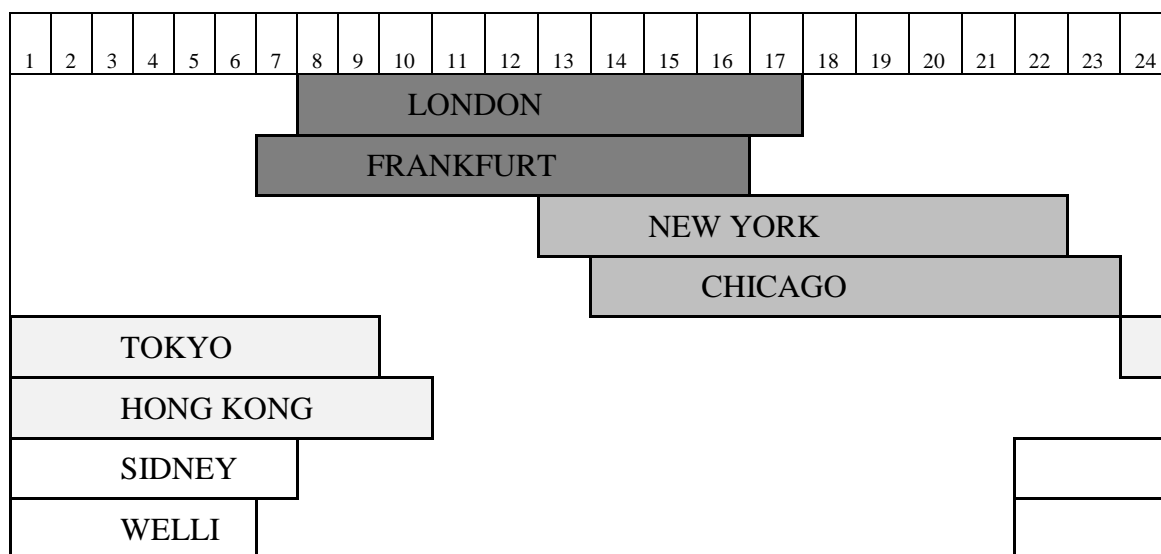 1 2 3 4 5 6 7 8 9 10 11 12 13 14 15 16 17 18 19 20 21 22 23 24
LONDON
FRANKFURT
NEW YORK
CHICAGO
TOKYO
HONG KONG
SIDNEY
WELLI